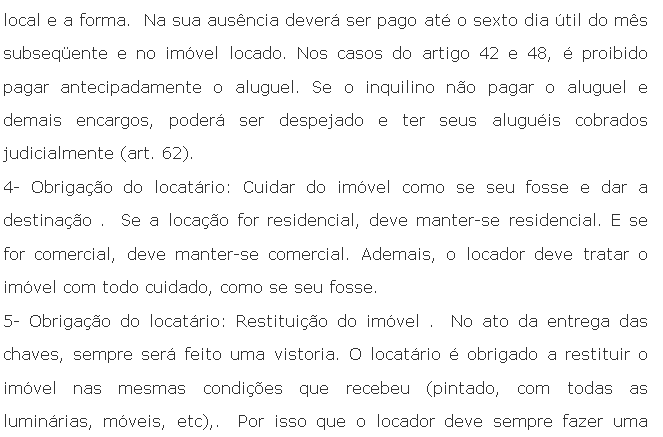 local e a forma. Na sua ausência deverá ser pago até o sexto dia útil do mês
subseqüente e no imóvel locado. Nos casos do artigo 42 e 48, é proibido
pagar antecipadamente o aluguel. Se o inquilino não pagar o aluguel e
demais encargos, poderá ser despejado e ter seus aluguéis cobrados
judicialmente (art. 62).
4- Obrigação do locatário: Cuidar do imóvel como se seu fosse e dar a
destinação . Se a locação for residencial, deve manter-se residencial. E se
for comercial, deve manter-se comercial. Ademais, o locador deve tratar o
imóvel com todo cuidado, como se seu fosse.
5- Obrigação do locatário: Restituição do imóvel . No ato da entrega das
chaves, sempre será feito uma vistoria. O locatário é obrigado a restituir o
imóvel nas mesmas condições que recebeu (pintado, com todas as
luminárias, móveis, etc),. Por isso que o locador deve sempre fazer uma